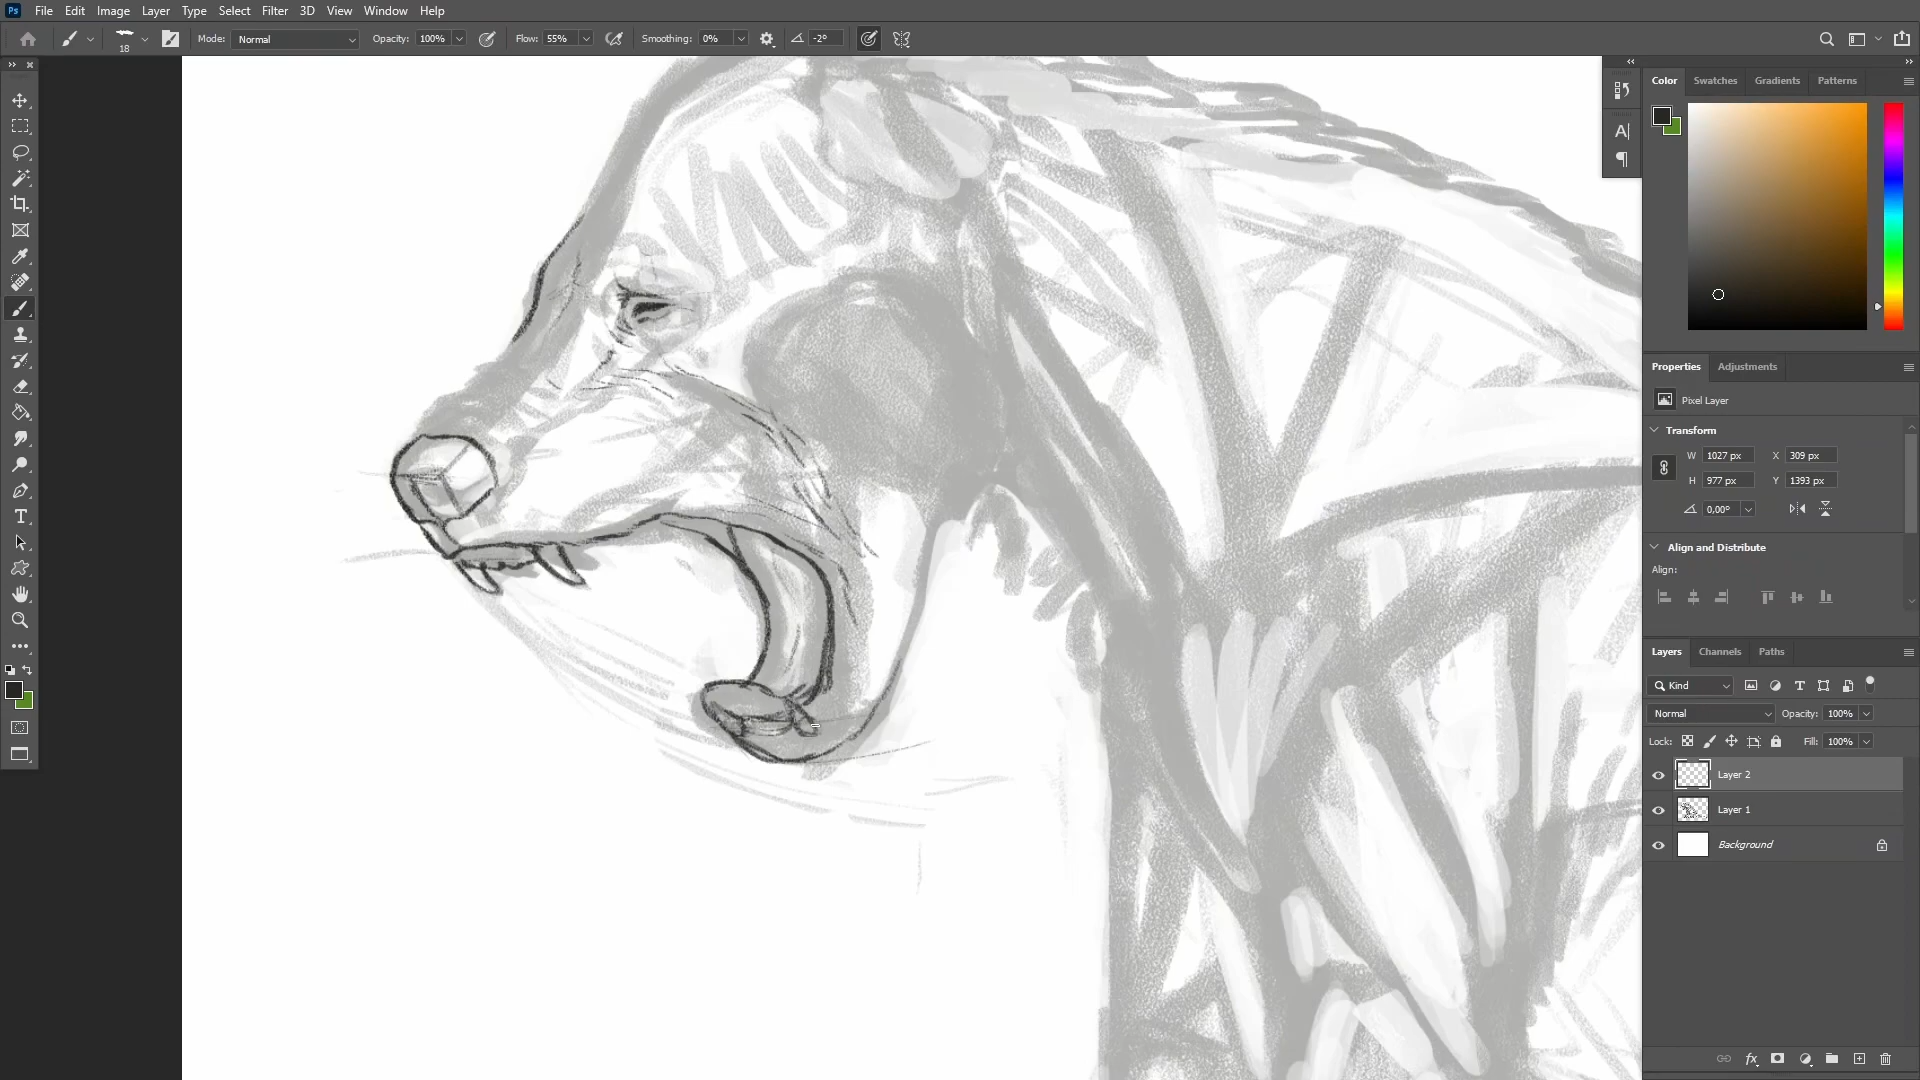 Ps File Edit Image Layer Type Select Filter 3D View Window Help
18 Mode: Normal Opacity: 100% Flow: 55% Smoothing: 0% -2°
Color Swatches Gradients Patterns
Properties Adjustments
Pixel Layer
Transform
W 1027 px X 309 px
H 977 px Y 1393 px
0,00°
Align and Distribute
Align:
Layers Channels Paths
Kind
Normal Opacity: 100%
Lock: Fill: 100%
Layer 2
Layer 1
Background
fx